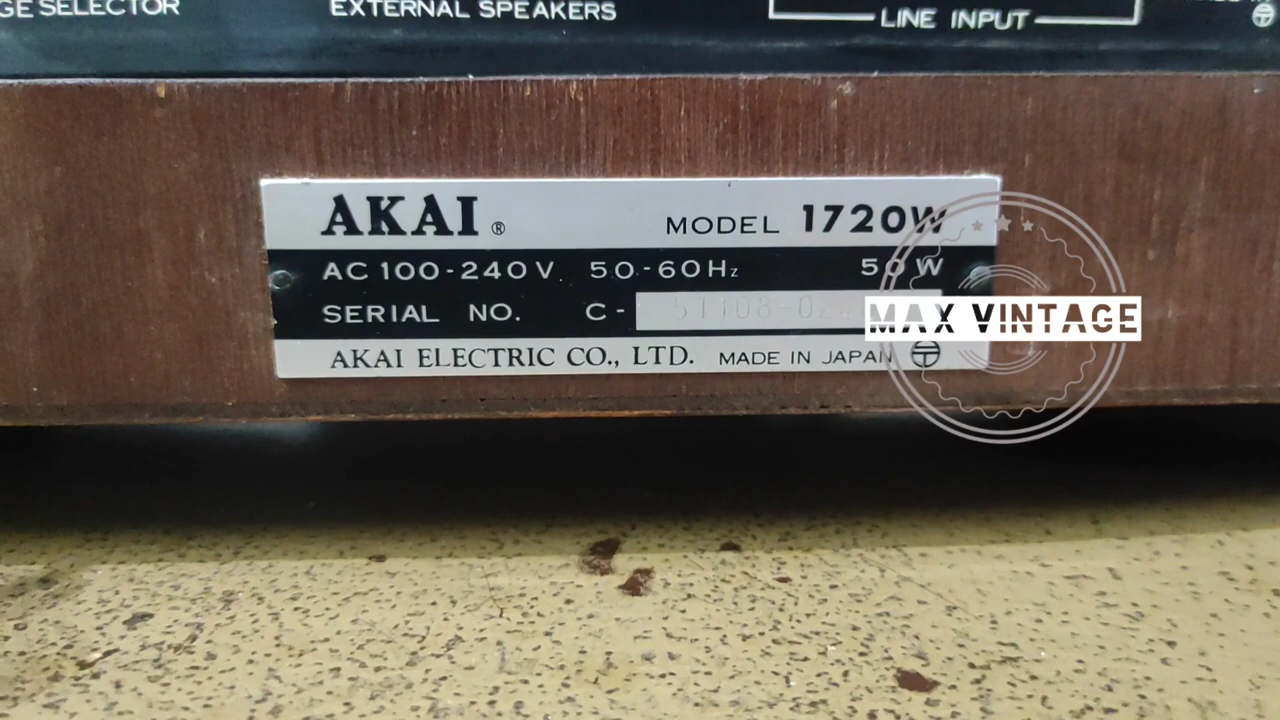 GE SELECTOR
EXTERNAL SPEAKERS
LINE INPUT
AKAI ® MODEL 1720W
AC 100-240V. 50-60Hz 50W
SERIAL NO. C-
MAX VINTAGE
AKAI ELECTRIC CO., LTD. MADE IN JAPAN